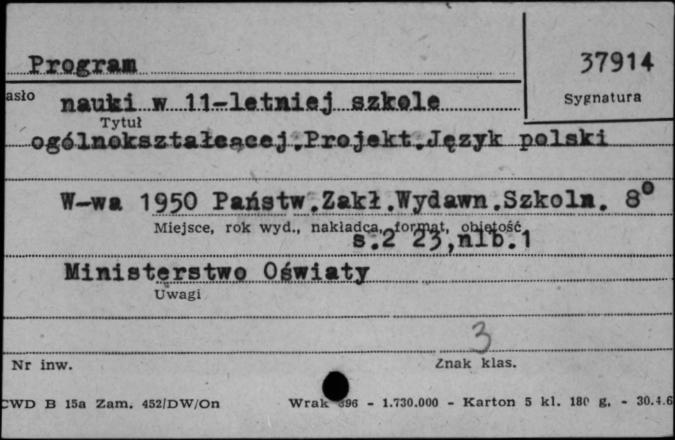 Program
37914
asło
nauki w 11-letniej szkole
Sygnatura
Tytuł
ogólnokształcącej.Projekt.Język polski
W-wa 1950 Państw.Zakł.Wydawn.Szkoln. 8°
Miejsce, rok wyd., nakładca, format, objętość
s.2 23,nlb.1
Ministerstwo Oświaty
Uwagi
3
Nr inw.
Znak klas.
CWD B 15a Zam. 452/DW/On Wrak 396 - 1.730.000 - Karton 5 kl. 180 g. - 30.4.6